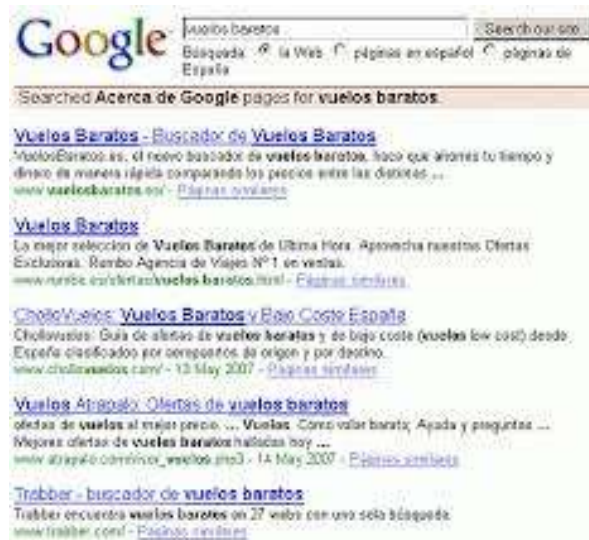 Google
vuelos baratos
Search our site
Búsqueda: la Web páginas en español páginas de
España
Searched Acerca de Google pages for vuelos baratos.
Vuelos Baratos - Buscador de Vuelos Baratos
VuelosBaratos.es, el nuevo buscador de vuelos baratos, hace que ahorres tu tiempo y
dinero de manera rápida comparando los precios entre las distintas ...
www.vuelosbaratos.es/ - Páginas similares
Vuelos Baratos
La mejor seleccion de Vuelos Baratos de Ultima Hora. Aprovecha nuestras Ofertas
Exclusivas. Rumbo Agencia de Viajes Nº 1 en ventas.
www.rumbo.es/ofertas/vuelos-baratos.html - Páginas similares
CholloVuelos: Vuelos Baratos y Bajo Coste España
Chollovuelos: Guía de ofertas de vuelos baratos y de bajo coste (vuelos low cost) desde
España clasificados por aeropuertos de origen y por destino.
www.chollovuelos.com/ - 13 May 2007 - Páginas similares
Vuelos Atrapalo: Ofertas de vuelos baratos
ofertas de vuelos al mejor precio. ... Vuelos. Como volar barato; Ayuda y preguntas ...
Mejores ofertas de vuelos baratos halladas hoy ...
www.atrapalo.com/ - 14 May 2007 - Páginas similares
Trabber - buscador de vuelos baratos
Trabber encuentra vuelos baratos en 27 webs con una sola búsqueda.
www.trabber.com/ - Páginas similares